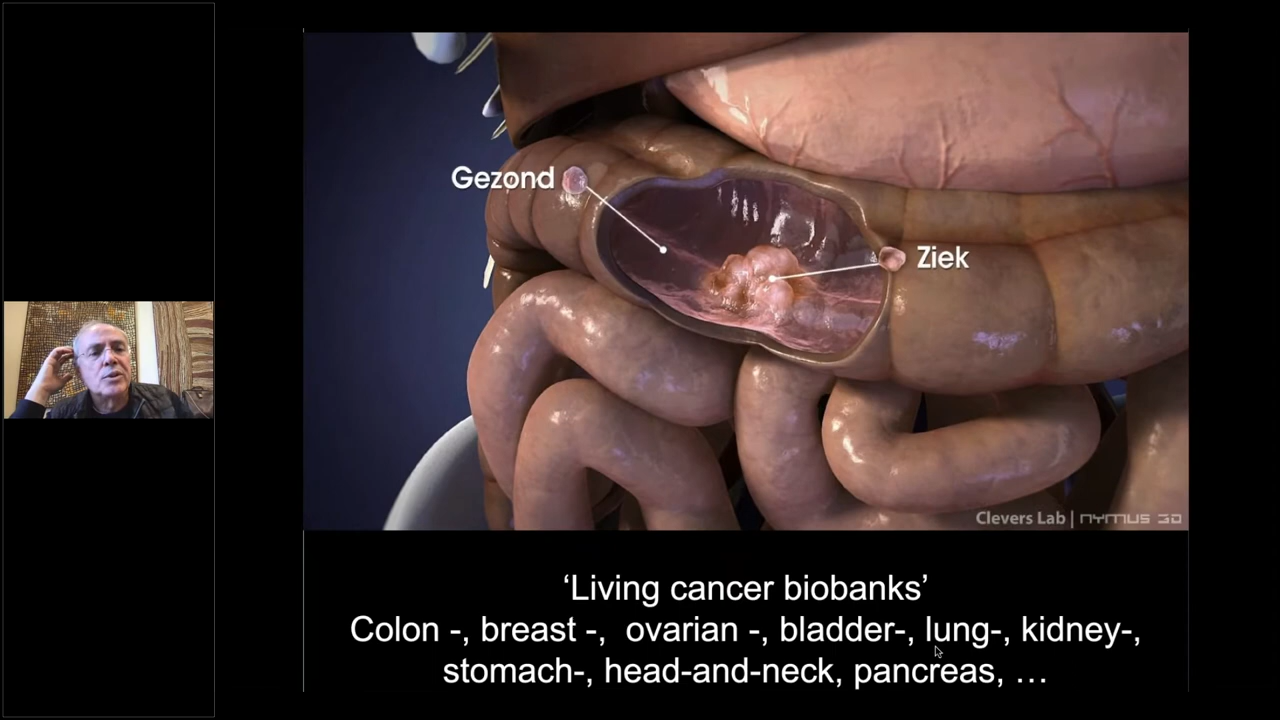 Gezond
Ziek
Clevers Lab | NYMUS 3D
‘Living cancer biobanks’
Colon -, breast -,  ovarian -, bladder-, lung-, kidney-,
stomach-, head-and-neck, pancreas, …